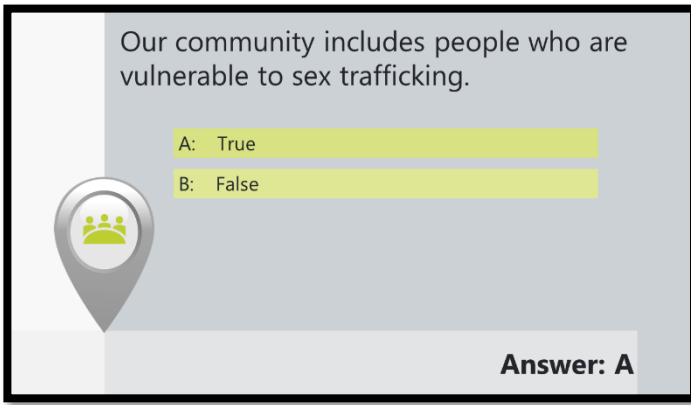 Our community includes people who are
vulnerable to sex trafficking.
A: True
B: False
Answer: A